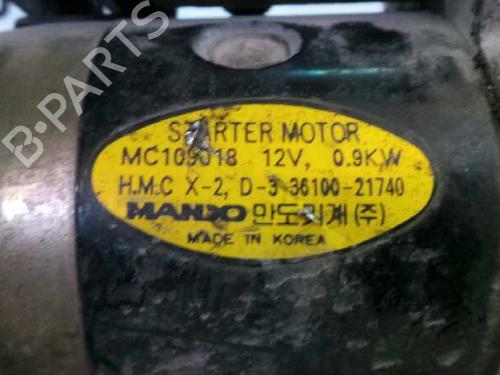 B-PARTS
STARTER MOTOR
MC109018 12V, 0.9KW
H.M.C X-2, D-3 36100-21740
MANDO 만도기계(주)
MADE IN KOREA